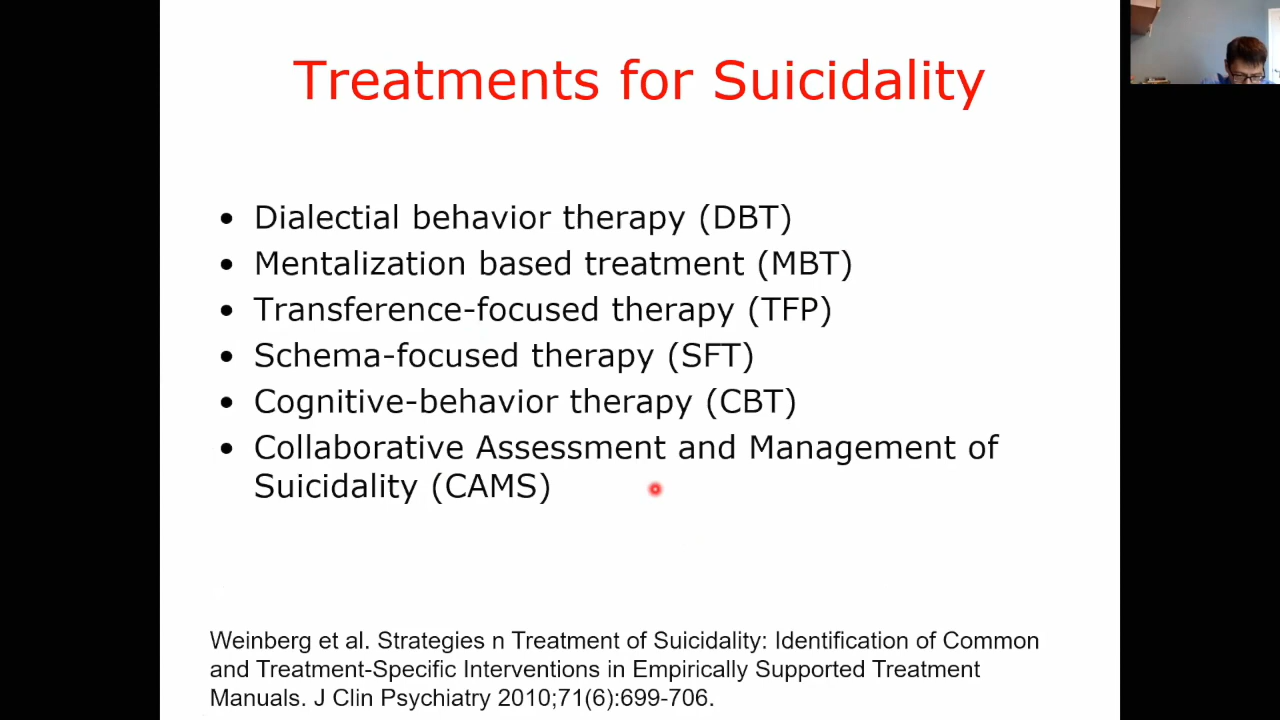 Treatments for Suicidality
• Dialectial behavior therapy (DBT)
• Mentalization based treatment (MBT)
• Transference-focused therapy (TFP)
• Schema-focused therapy (SFT)
• Cognitive-behavior therapy (CBT)
• Collaborative Assessment and Management of
Suicidality (CAMS)
Weinberg et al. Strategies n Treatment of Suicidality: Identification of Common
and Treatment-Specific Interventions in Empirically Supported Treatment
Manuals. J Clin Psychiatry 2010;71(6):699-706.